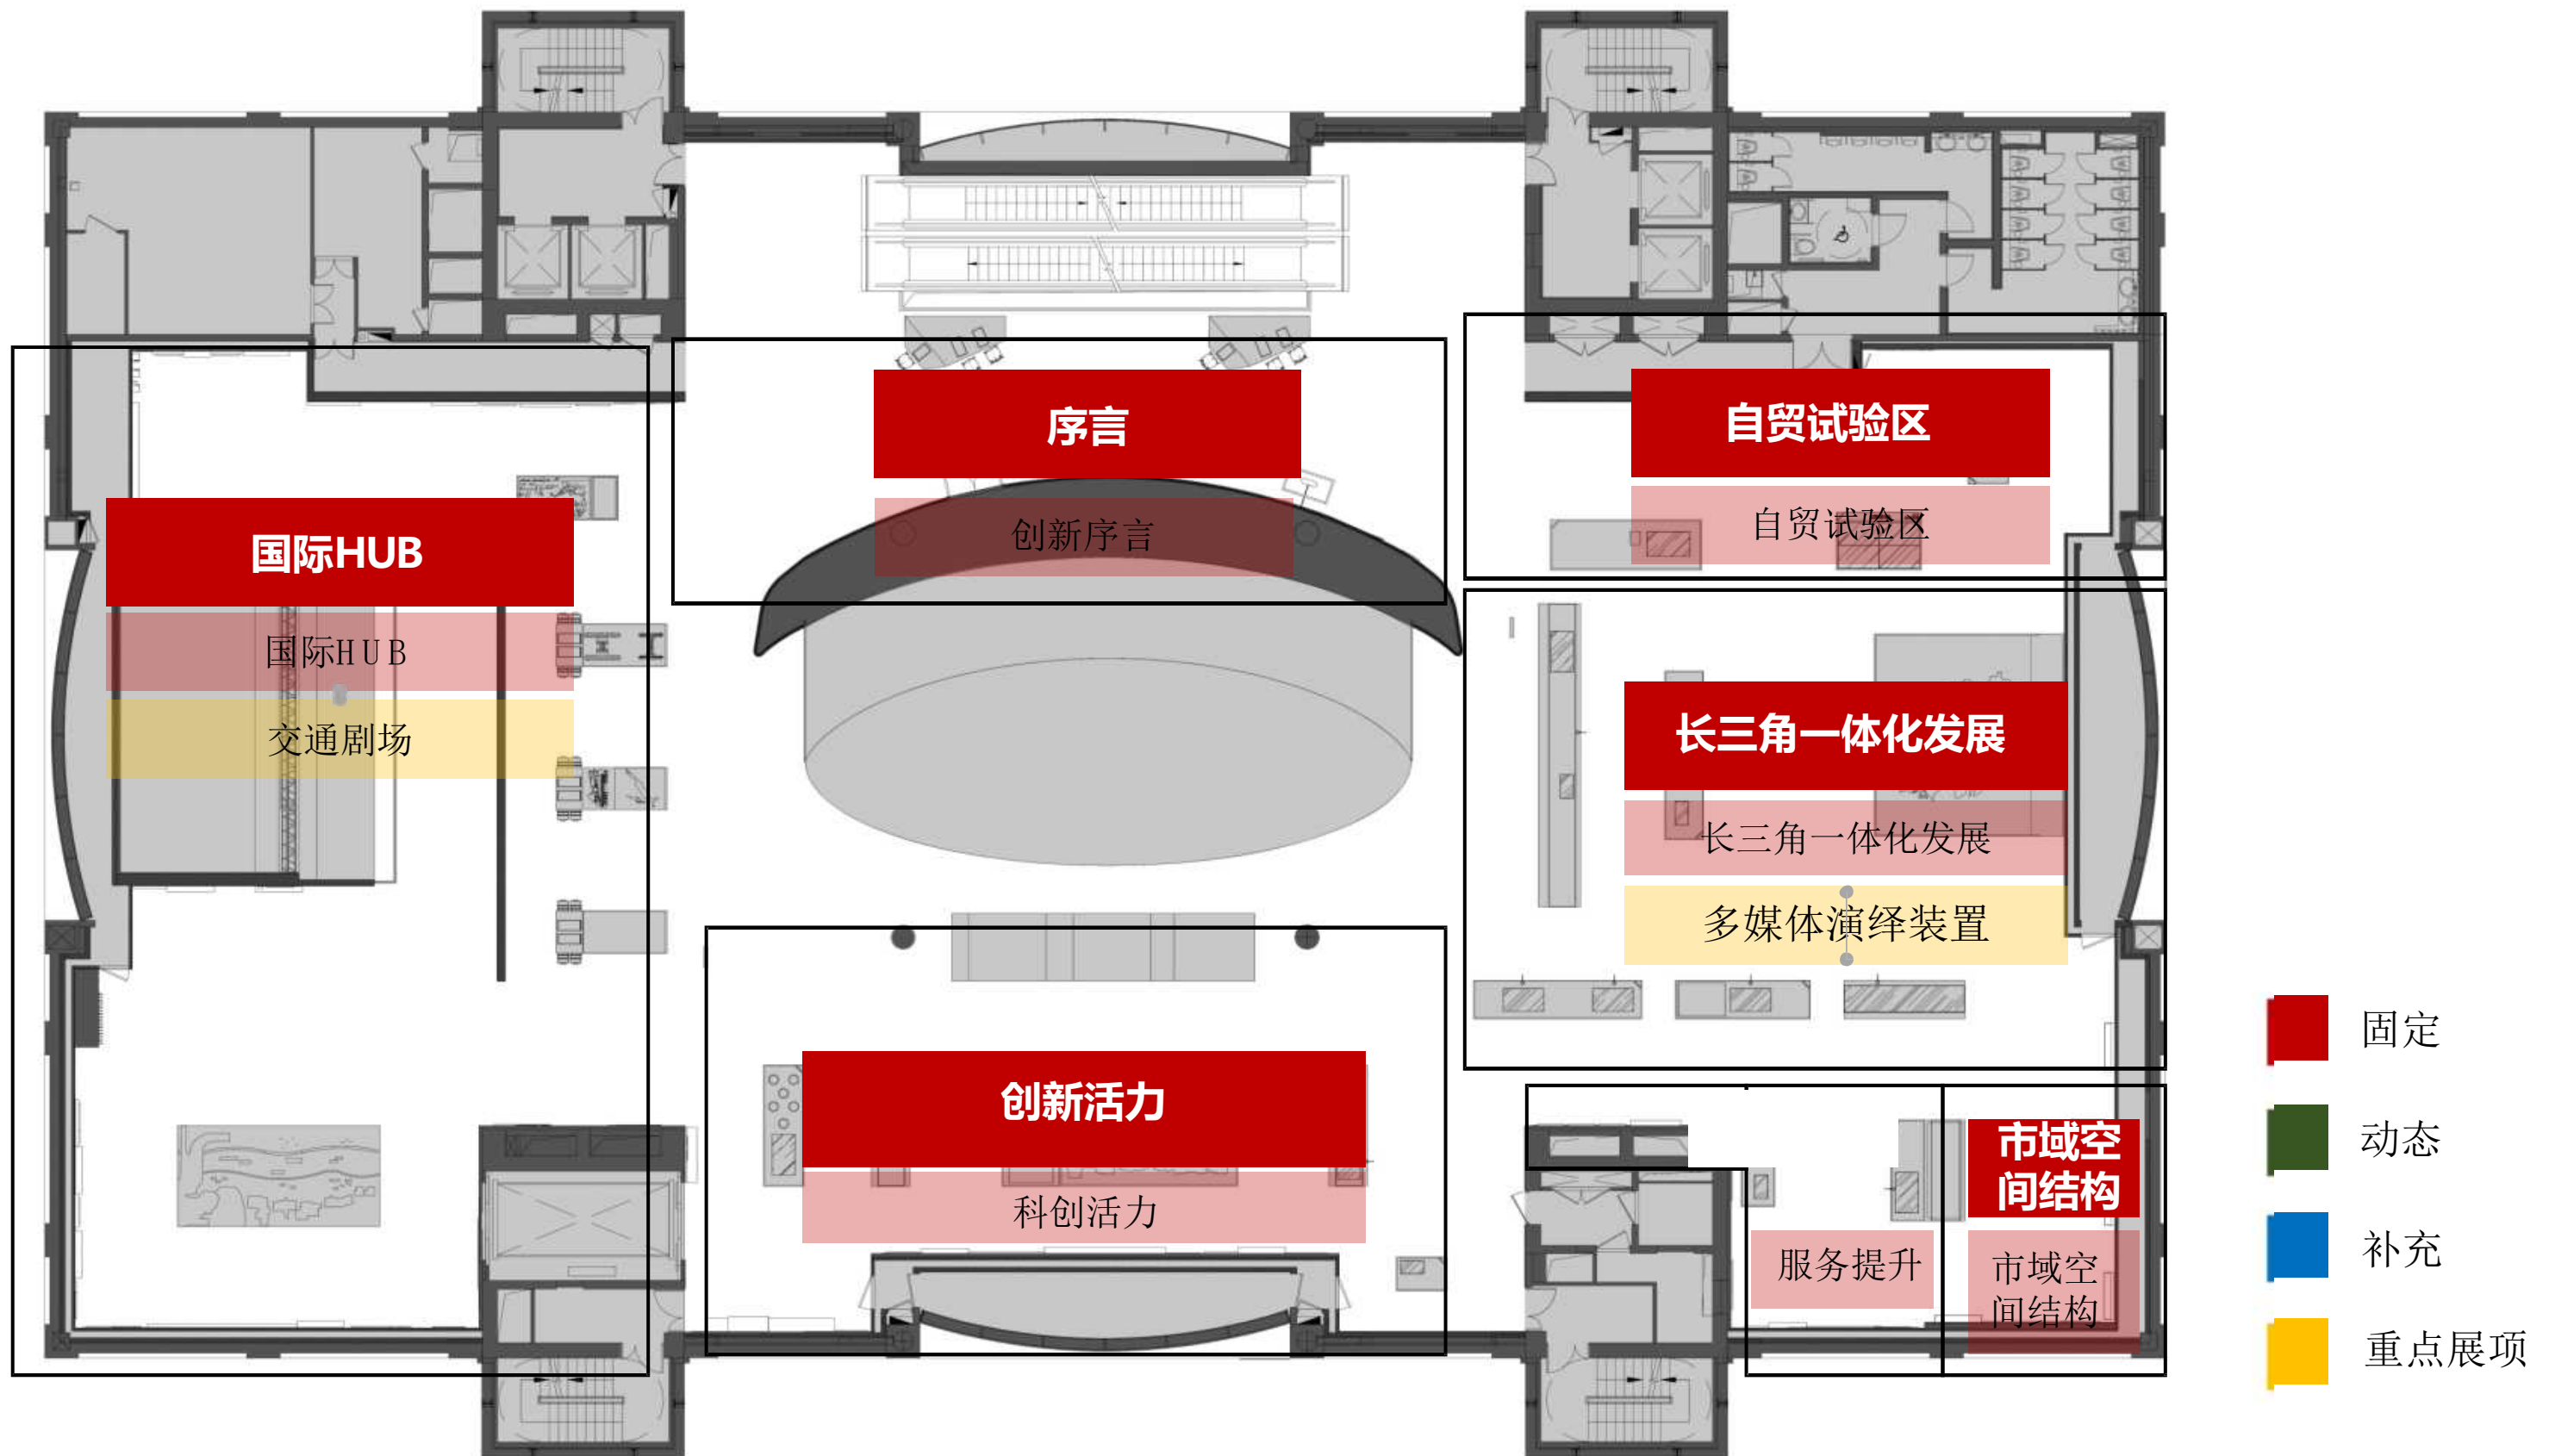 序言
创新序言
自贸试验区
自贸试验区
国际HUB
国际HUB
交通剧场
长三角一体化发展
长三角一体化发展
多媒体演绎装置
创新活力
科创活力
服务提升
市域空
间结构
市域空
间结构
固定
动态
补充
重点展项